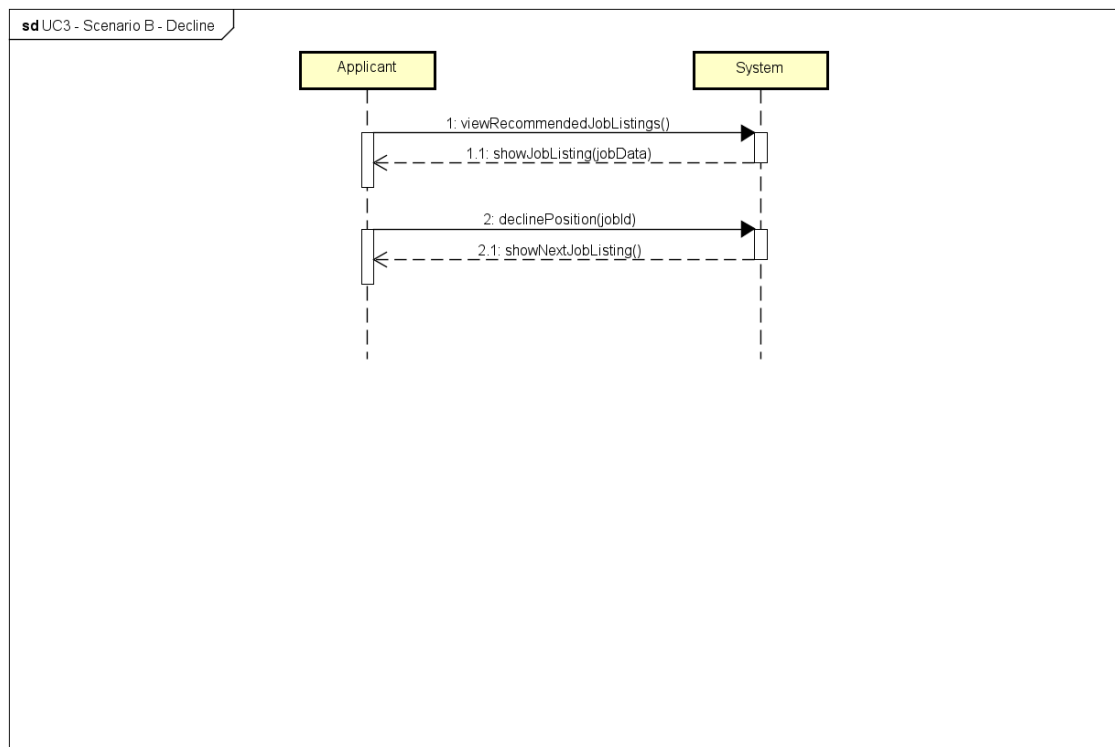 sd UC3 - Scenario B - Decline
Applicant
System
1: viewRecommendedJobListings()
1.1: showJobListing(jobData)
2: declinePosition(jobId)
2.1: showNextJobListing()